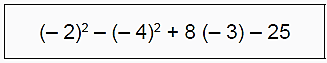 (– 2)² – (– 4)² + 8 (– 3) – 25